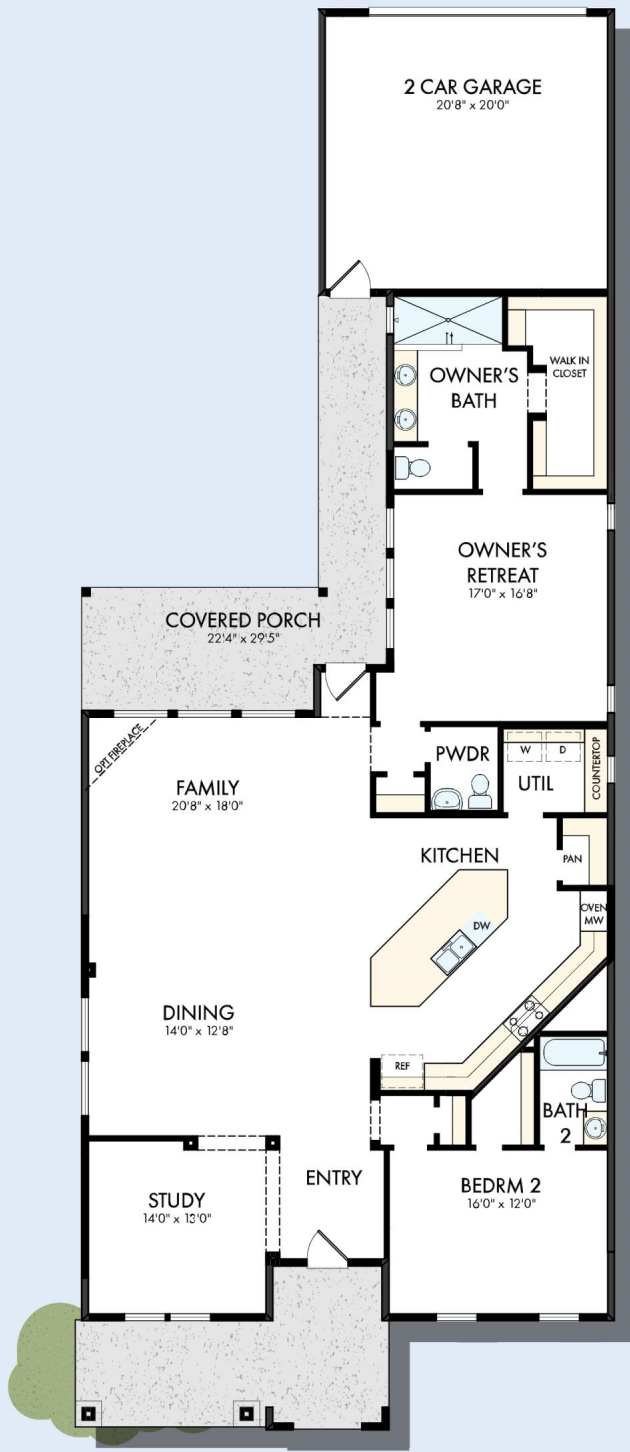 2 CAR GARAGE
20'8" x 20'0"
WALK IN
CLOSET
OWNER'S
BATH
OWNER'S
RETREAT
17'0" x 16'8"
COVERED PORCH
22'4" x 29'5"
OPT FIREPLACE
FAMILY
20'8" x 18'0"
PWDR
W
D
UTIL
COUNTERTOP
KITCHEN
PAN
OVEN
MW
DW
DINING
14'0" x 12'8"
REF
BATH
2
ENTRY
STUDY
14'0" x 13'0"
BEDRM 2
16'0" x 12'0"